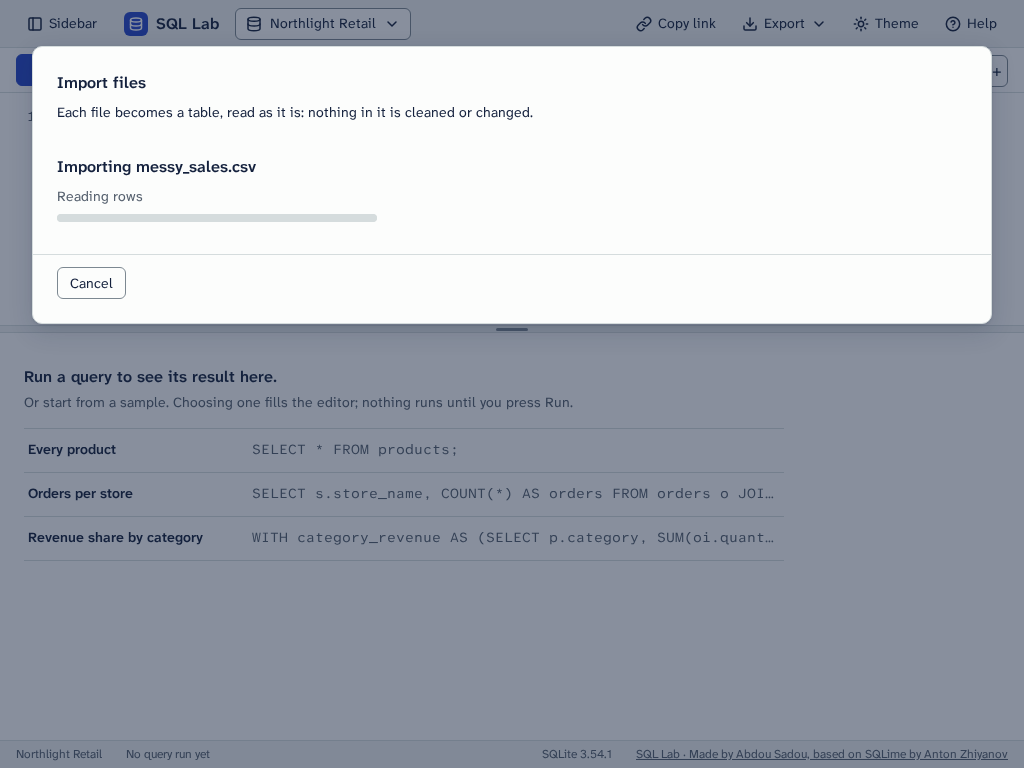 Sidebar
SQL Lab
Northlight Retail
Copy link
Export
Theme
Help
Import files
Each file becomes a table, read as it is: nothing in it is cleaned or changed.
Importing messy_sales.csv
Reading rows
Cancel
Run a query to see its result here.
Or start from a sample. Choosing one fills the editor; nothing runs until you press Run.
Every product SELECT * FROM products;
Orders per store SELECT s.store_name, COUNT(*) AS orders FROM orders o JOI…
Revenue share by category WITH category_revenue AS (SELECT p.category, SUM(oi.quant…
Northlight Retail No query run yet SQLite 3.54.1 SQL Lab · Made by Abdou Sadou, based on SQLime by Anton Zhiyanov